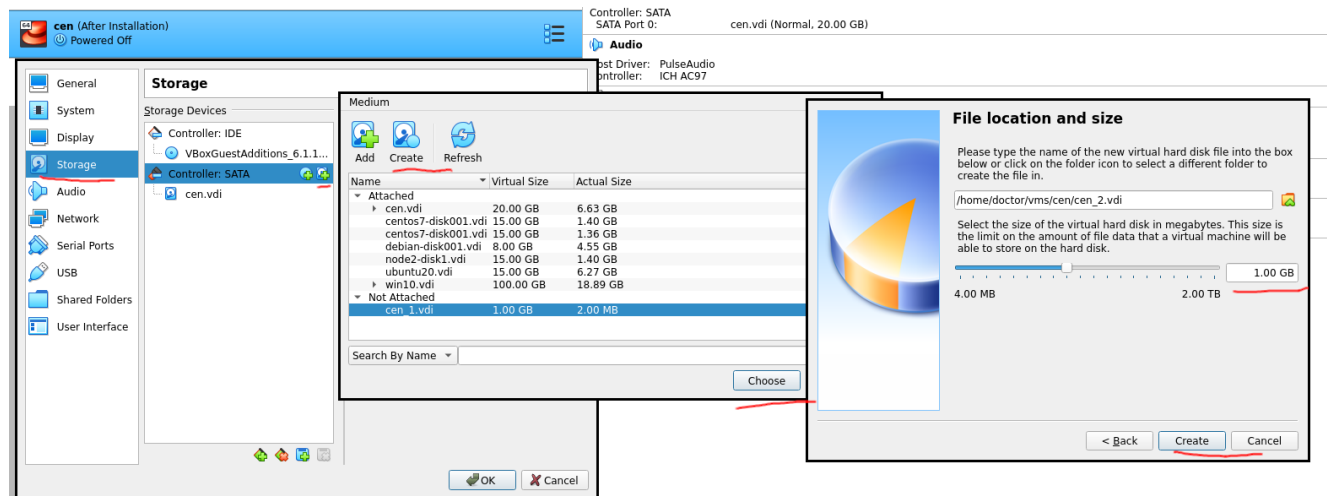 64
cen (After Installation)
Powered Off
Controller: SATA
SATA Port 0: cen.vdi (Normal, 20.00 GB)
Audio
ost Driver: PulseAudio
ontroller: ICH AC97
General
System
Display
Storage
Audio
Network
Serial Ports
USB
Shared Folders
User Interface
Storage
Storage Devices
Controller: IDE
VBoxGuestAdditions_6.1.1...
Controller: SATA
cen.vdi
OK
Cancel
Medium
Add Create Refresh
Name Virtual Size Actual Size
Attached
cen.vdi 20.00 GB 6.63 GB
centos7-disk001.vdi 15.00 GB 1.40 GB
centos7-disk001.vdi 15.00 GB 1.36 GB
debian-disk001.vdi 8.00 GB 4.55 GB
node2-disk1.vdi 15.00 GB 1.40 GB
ubuntu20.vdi 15.00 GB 6.27 GB
win10.vdi 100.00 GB 18.89 GB
Not Attached
cen_1.vdi 1.00 GB 2.00 MB
Search By Name
Choose
File location and size
Please type the name of the new virtual hard disk file into the box
below or click on the folder icon to select a different folder to
create the file in.
/home/doctor/vms/cen/cen_2.vdi
Select the size of the virtual hard disk in megabytes. This size is
the limit on the amount of file data that a virtual machine will be
able to store on the hard disk.
1.00 GB
4.00 MB 2.00 TB
< Back Create Cancel